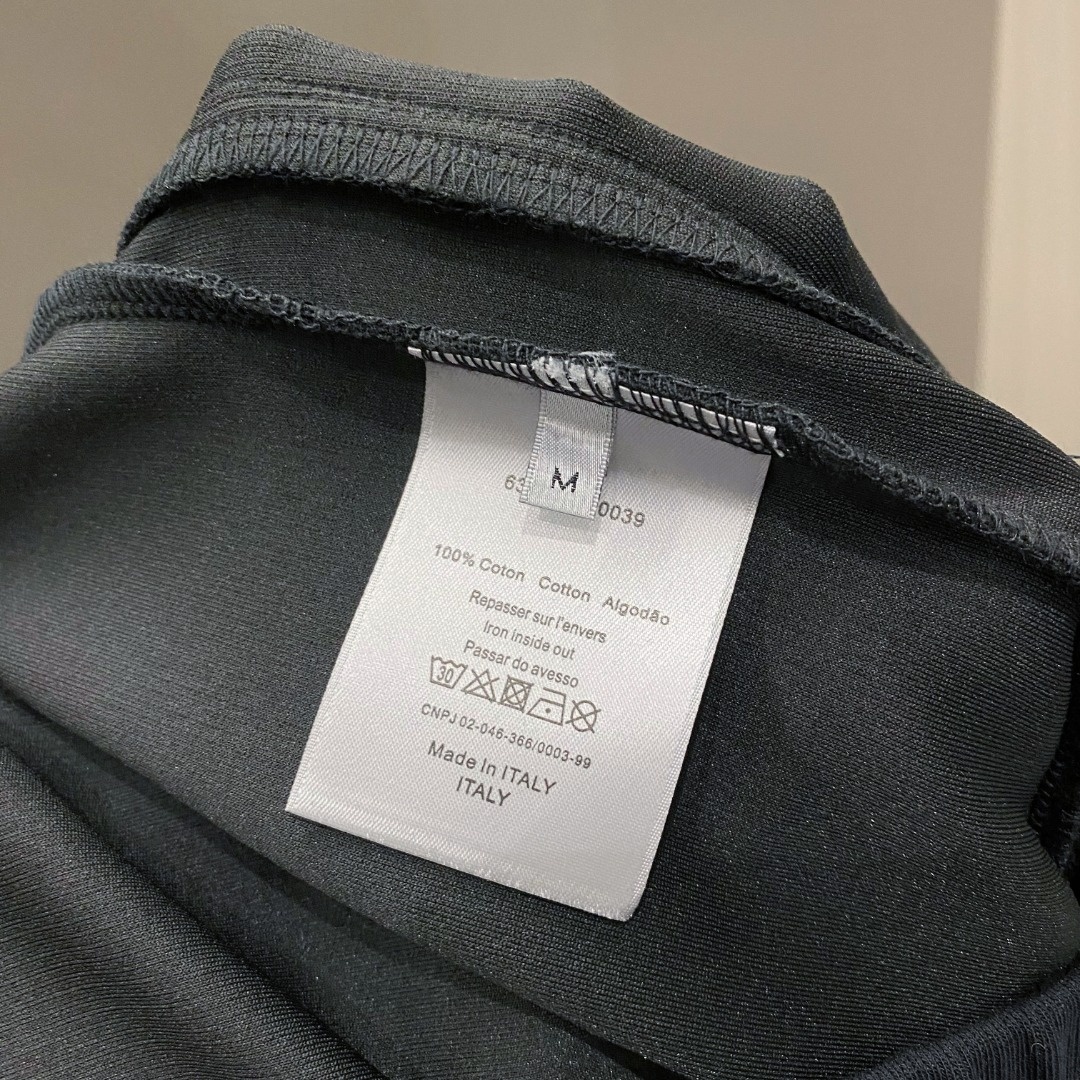 M
63 0039
100% Coton Cotton Algodão
Repasser sur l'envers
Iron inside out
Passar do avesso
30
CNPJ 02-046-366/0003-99
Made In ITALY
ITALY